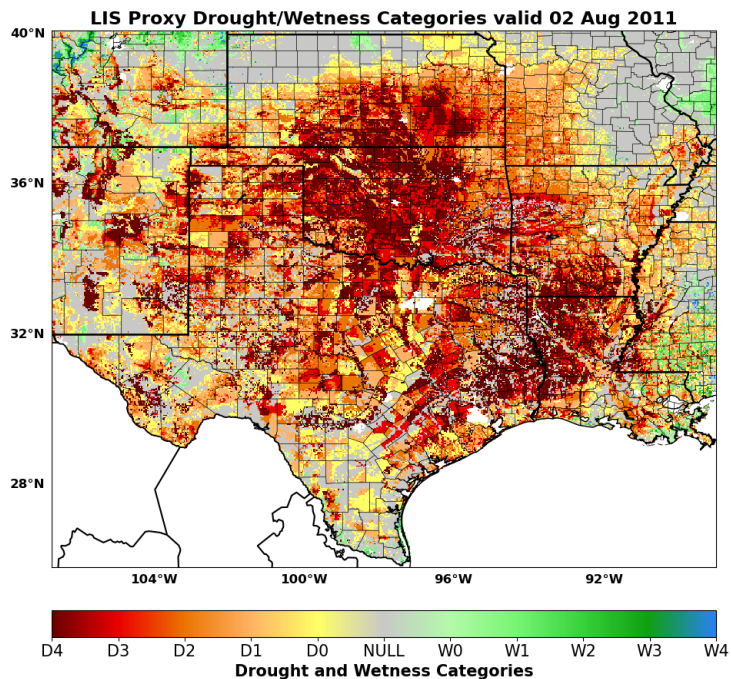 LIS Proxy Drought/Wetness Categories valid 02 Aug 2011
40°N
36°N
32°N
28°N
104°W 100°W 96°W 92°W
D4 D3 D2 D1 D0 NULL W0 W1 W2 W3 W4
Drought and Wetness Categories